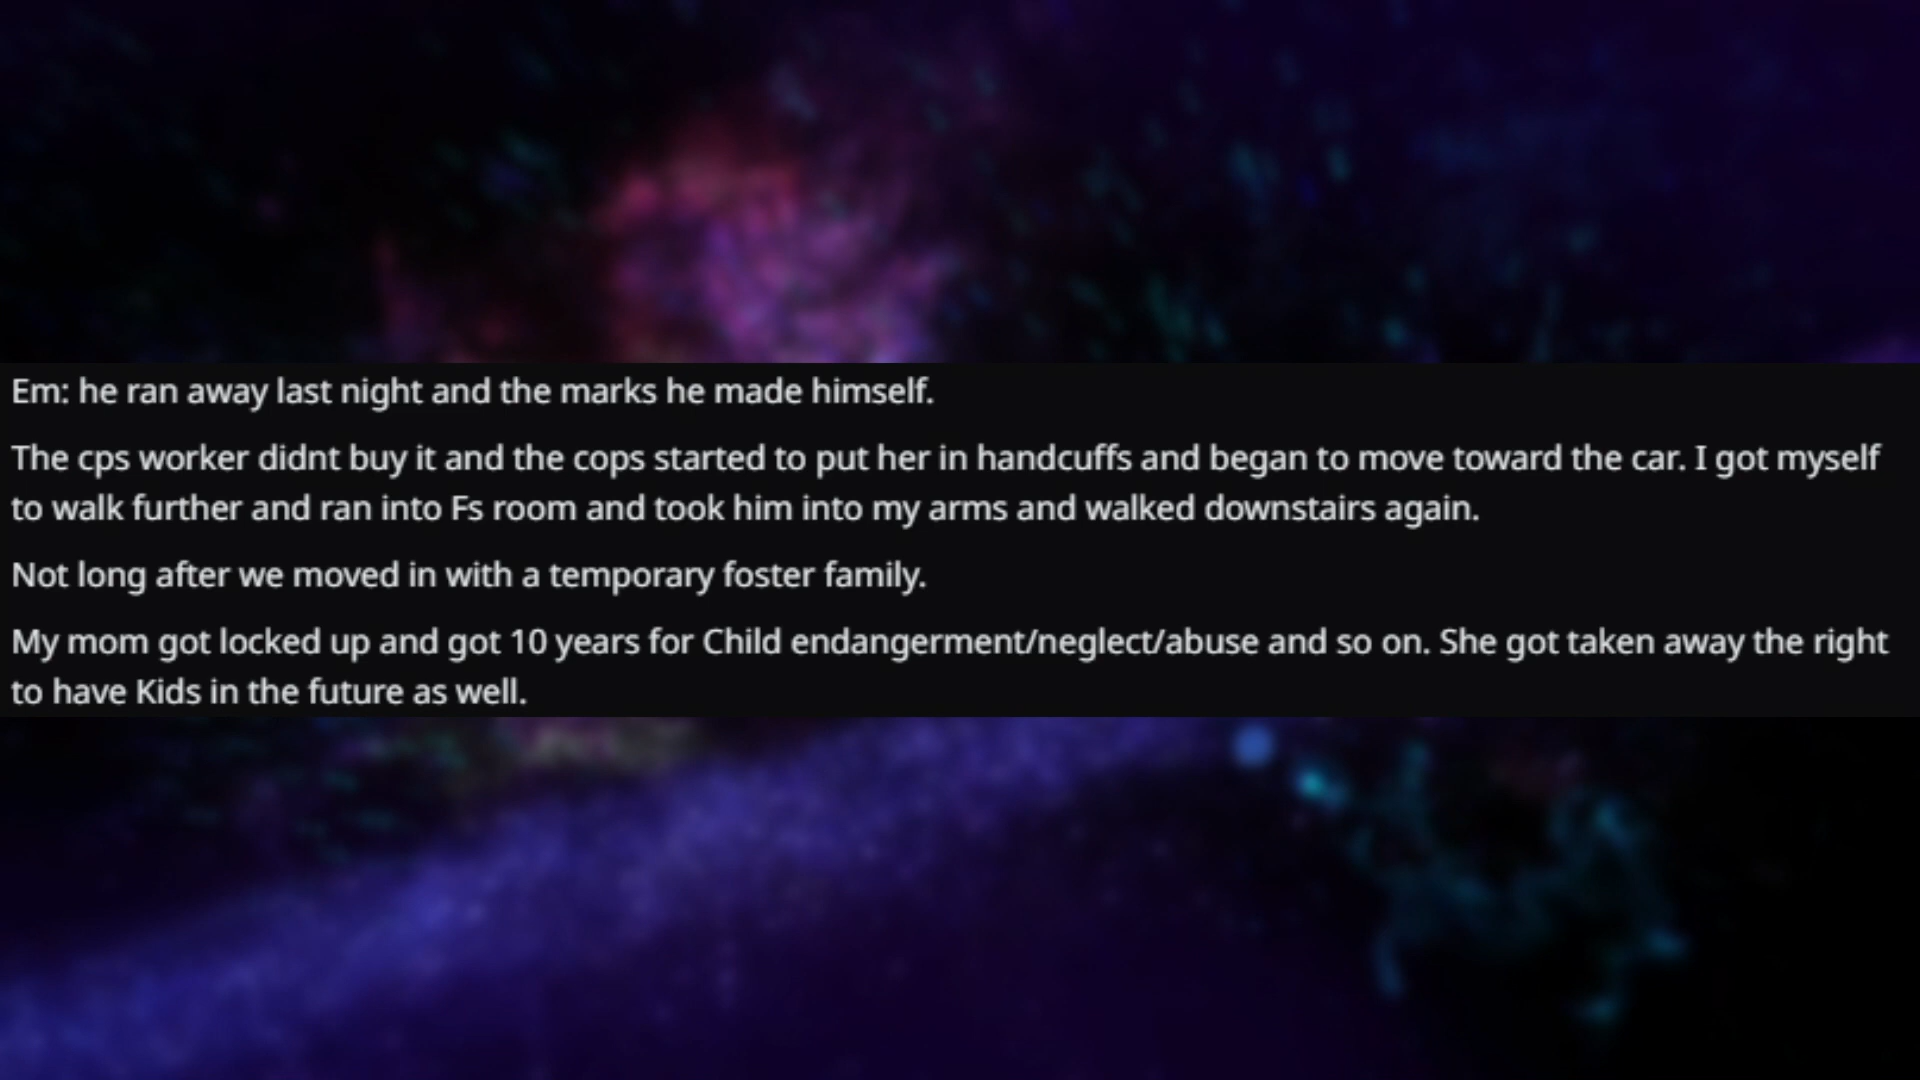 Em: he ran away last night and the marks he made himself.
The cps worker didnt buy it and the cops started to put her in handcuffs and began to move toward the car. I got myself
to walk further and ran into Fs room and took him into my arms and walked downstairs again.
Not long after we moved in with a temporary foster family.
My mom got locked up and got 10 years for Child endangerment/neglect/abuse and so on. She got taken away the right
to have Kids in the future as well.